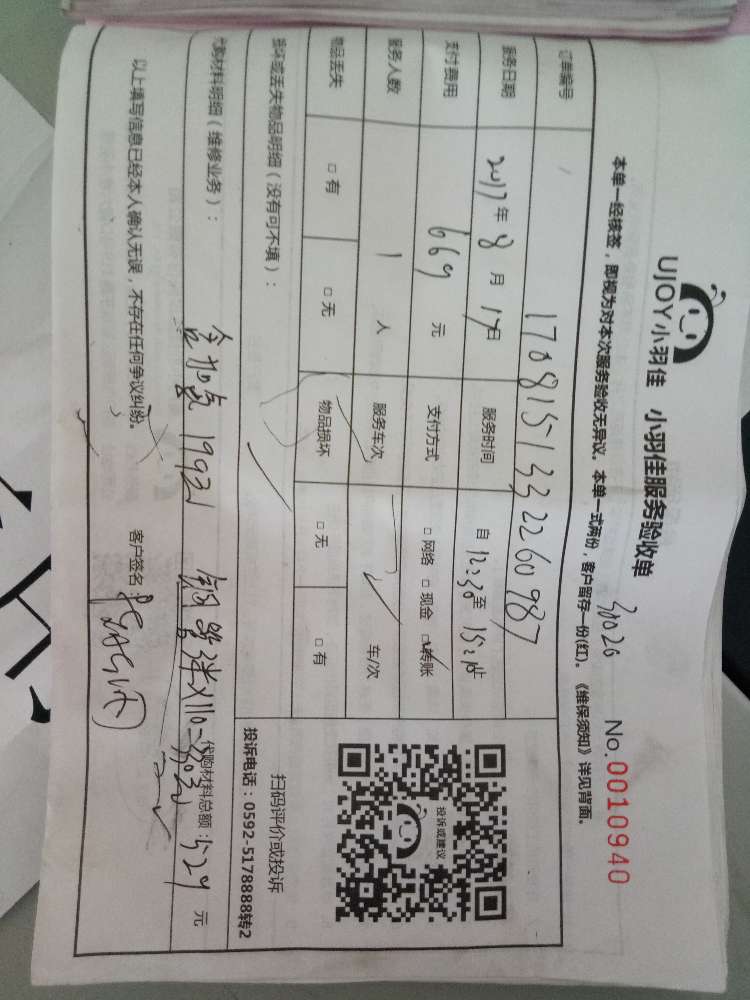 UJOY小羽佳 小羽佳服务验收单 No.0010940
3026
本单一经核签，即视为对本次服务验收无异议。本单一式两份，客户留存一份(红)。《维保须知》详见背面。
订单编号 170815133226 0987
服务日期 2017年8月17日 服务时间 自12:30至15:15
支付费用 669元 支付方式 □网络 □现金 □转账
服务人数 1人 服务车次 车/次
物品丢失 □有 □无 物品损坏 □无 □有
损坏或丢失物品明细（没有可不填）：
投诉或建议
扫码评价或投诉
投诉电话：0592-5178888转2
代购材料明细（维修业务）： 代购材料总额：529元
以上填写信息已经本人确认无误，不存在任何争议纠纷。 客户签名：